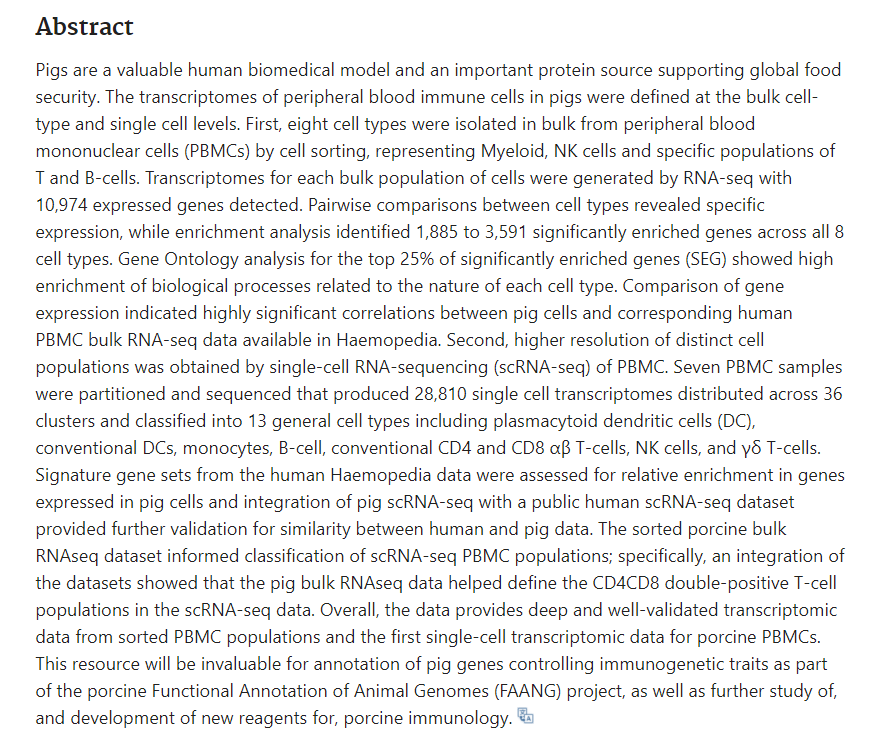 Abstract
Pigs are a valuable human biomedical model and an important protein source supporting global food
security. The transcriptomes of peripheral blood immune cells in pigs were defined at the bulk cell-
type and single cell levels. First, eight cell types were isolated in bulk from peripheral blood
mononuclear cells (PBMCs) by cell sorting, representing Myeloid, NK cells and specific populations of
T and B-cells. Transcriptomes for each bulk population of cells were generated by RNA-seq with
10,974 expressed genes detected. Pairwise comparisons between cell types revealed specific
expression, while enrichment analysis identified 1,885 to 3,591 significantly enriched genes across all 8
cell types. Gene Ontology analysis for the top 25% of significantly enriched genes (SEG) showed high
enrichment of biological processes related to the nature of each cell type. Comparison of gene
expression indicated highly significant correlations between pig cells and corresponding human
PBMC bulk RNA-seq data available in Haemopedia. Second, higher resolution of distinct cell
populations was obtained by single-cell RNA-sequencing (scRNA-seq) of PBMC. Seven PBMC samples
were partitioned and sequenced that produced 28,810 single cell transcriptomes distributed across 36
clusters and classified into 13 general cell types including plasmacytoid dendritic cells (DC),
conventional DCs, monocytes, B-cell, conventional CD4 and CD8 αβ T-cells, NK cells, and γδ T-cells.
Signature gene sets from the human Haemopedia data were assessed for relative enrichment in genes
expressed in pig cells and integration of pig scRNA-seq with a public human scRNA-seq dataset
provided further validation for similarity between human and pig data. The sorted porcine bulk
RNAseq dataset informed classification of scRNA-seq PBMC populations; specifically, an integration of
the datasets showed that the pig bulk RNAseq data helped define the CD4CD8 double-positive T-cell
populations in the scRNA-seq data. Overall, the data provides deep and well-validated transcriptomic
data from sorted PBMC populations and the first single-cell transcriptomic data for porcine PBMCs.
This resource will be invaluable for annotation of pig genes controlling immunogenetic traits as part
of the porcine Functional Annotation of Animal Genomes (FAANG) project, as well as further study of,
and development of new reagents for, porcine immunology.